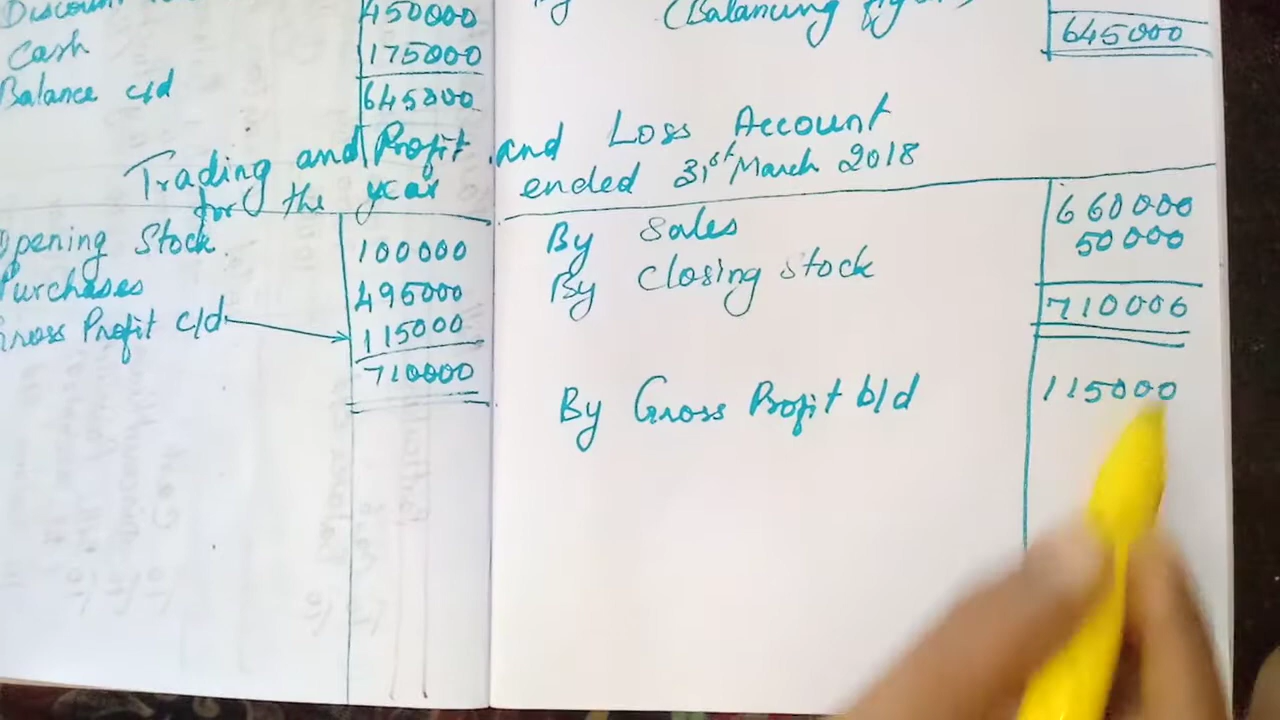 Discount
450000
By
(Balancing figure)
Cash
175000
645000
Balance c/d
645000
Trading and Profit and Loss Account
for the year ended 31st March 2018
Opening Stock 100000
By Sales 660000
Purchases 495000
By Closing Stock 50000
Gross Profit c/d 115000
710000
710000
By Gross Profit b/d 115000